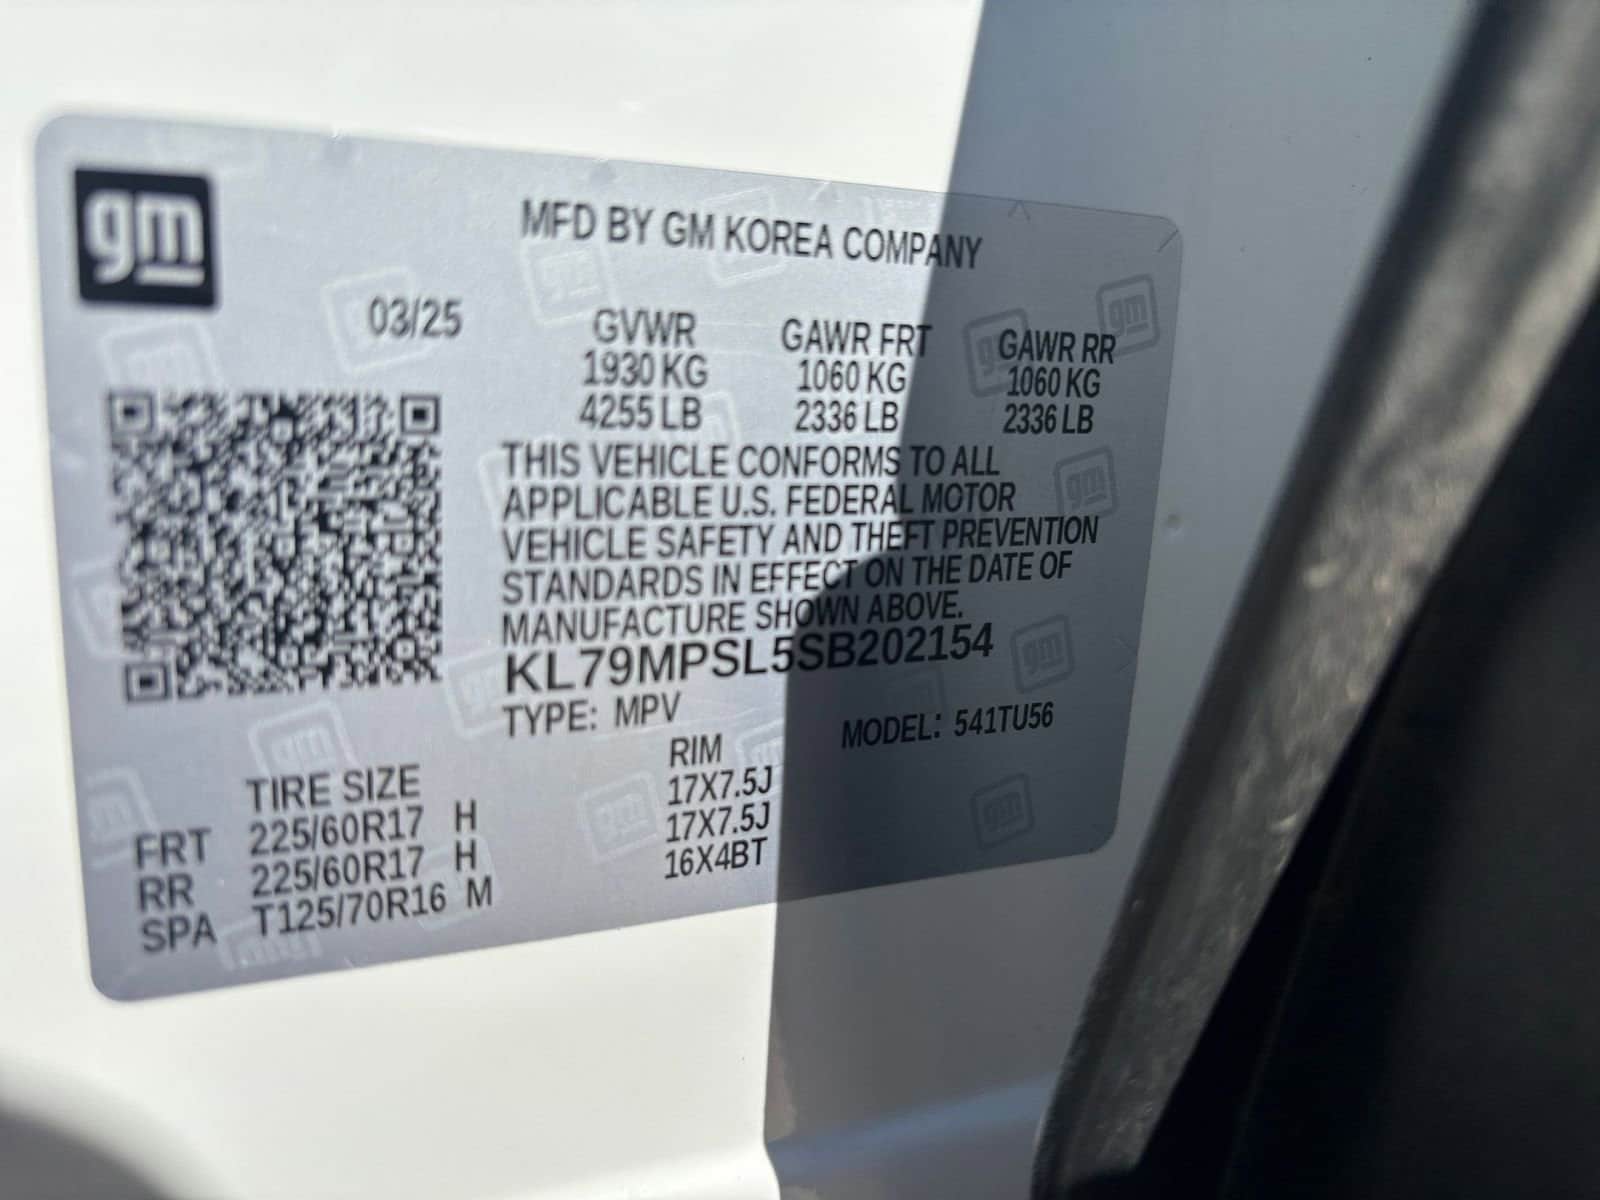 gm
MFD BY GM KOREA COMPANY
03/25
GVWR GAWR FRT GAWR RR
1930 KG 1060 KG 1060 KG
4255 LB 2336 LB 2336 LB
THIS VEHICLE CONFORMS TO ALL
APPLICABLE U.S. FEDERAL MOTOR
VEHICLE SAFETY AND THEFT PREVENTION
STANDARDS IN EFFECT ON THE DATE OF
MANUFACTURE SHOWN ABOVE.
KL79MPSL5SB202154
TYPE: MPV MODEL: 541TU56
TIRE SIZE RIM
FRT 225/60R17 H 17X7.5J
RR 225/60R17 H 17X7.5J
SPA T125/70R16 M 16X4BT